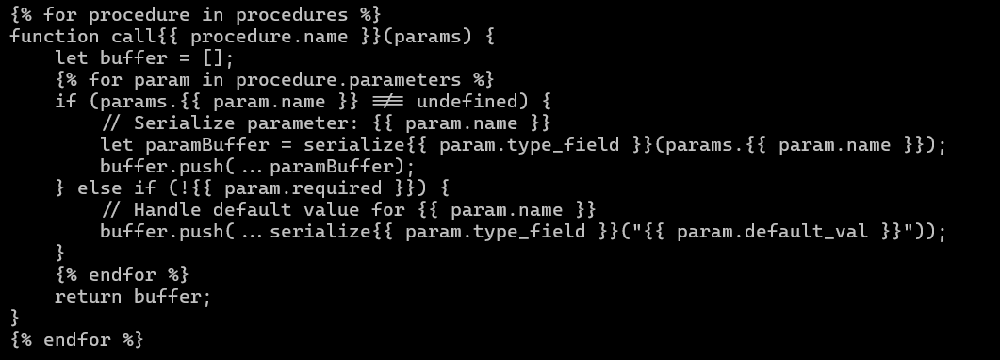 {% for procedure in procedures %}
function call{{ procedure.name }}(params) {
    let buffer = [];
    {% for param in procedure.parameters %}
    if (params.{{ param.name }} !== undefined) {
        // Serialize parameter: {{ param.name }}
        let paramBuffer = serialize{{ param.type_field }}(params.{{ param.name }});
        buffer.push(...paramBuffer);
    } else if (!{{ param.required }}) {
        // Handle default value for {{ param.name }}
        buffer.push(...serialize{{ param.type_field }}("{{ param.default_val }}"));
    }
    {% endfor %}
    return buffer;
}
{% endfor %}